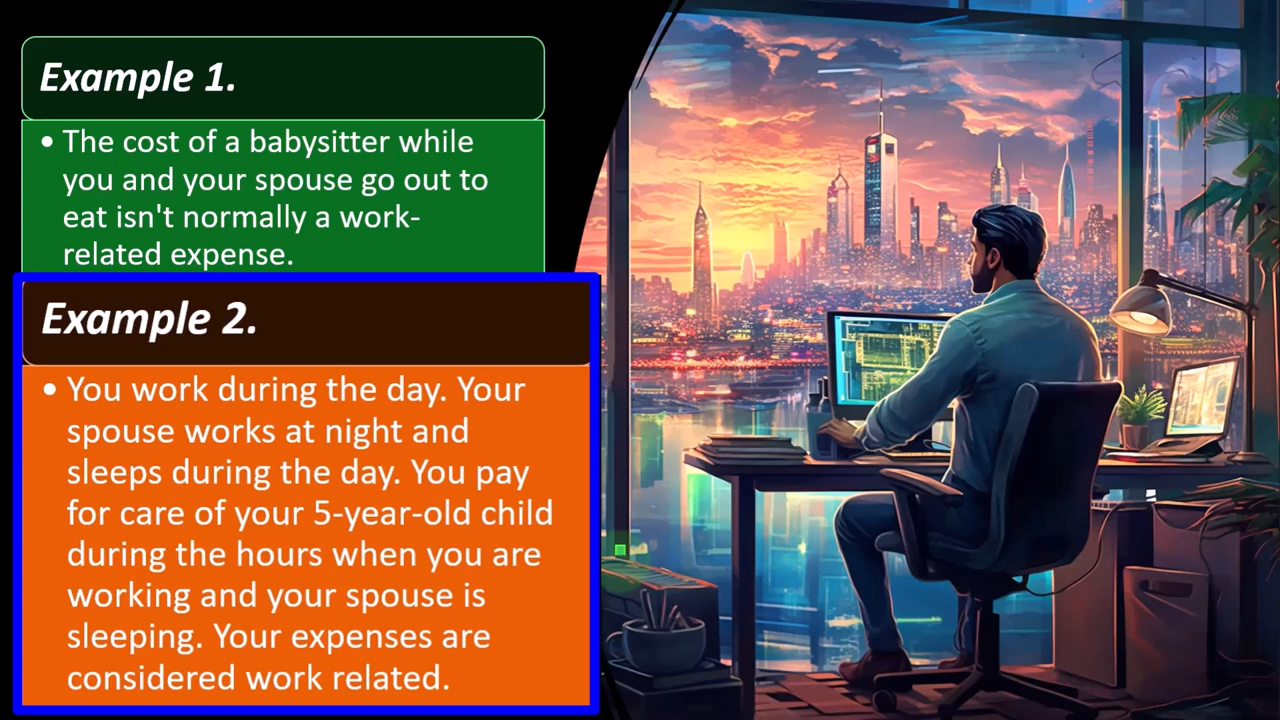 Example 1.
• The cost of a babysitter while
you and your spouse go out to
eat isn't normally a work-
related expense.
Example 2.
• You work during the day. Your
spouse works at night and
sleeps during the day. You pay
for care of your 5-year-old child
during the hours when you are
working and your spouse is
sleeping. Your expenses are
considered work related.